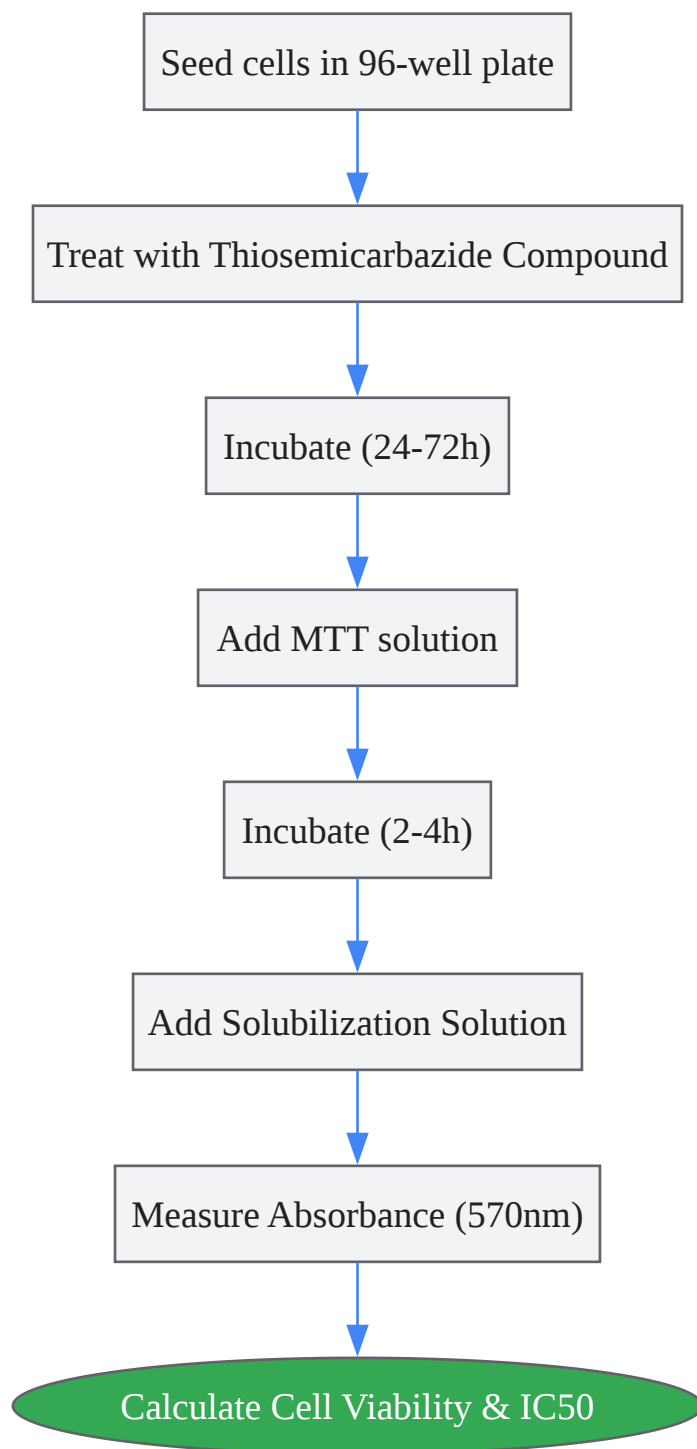 Seed cells in 96-well plate
Treat with Thiosemicarbazide Compound
Incubate (24-72h)
Add MTT solution
Incubate (2-4h)
Add Solubilization Solution
Measure Absorbance (570nm)
Calculate Cell Viability & IC50